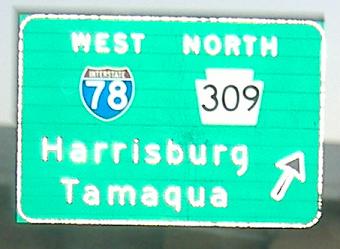 WEST NORTH
INTERSTATE
78 309
Harrisburg
Tamaqua